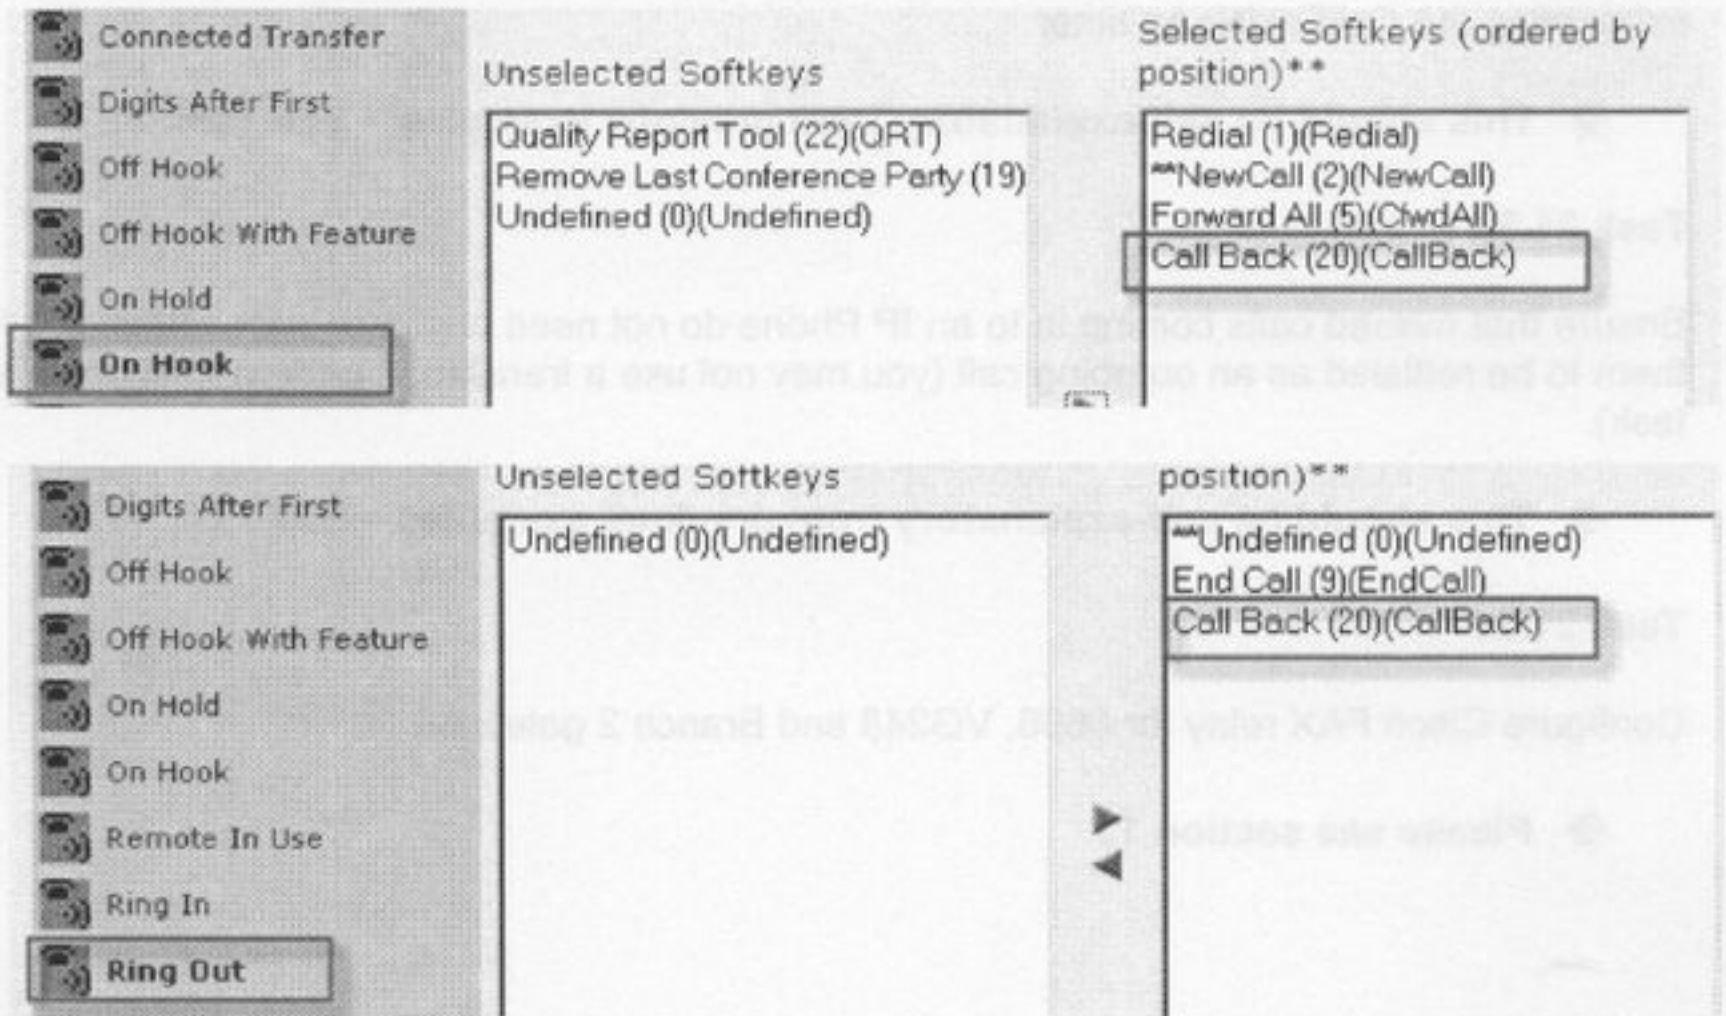 Connected Transfer
Digits After First
Off Hook
Off Hook With Feature
On Hold
On Hook
Unselected Softkeys
Quality Report Tool (22)(QRT)
Remove Last Conference Party (19)
Undefined (0)(Undefined)
Selected Softkeys (ordered by
position)**
Redial (1)(Redial)
**NewCall (2)(NewCall)
Forward All (5)(CfwdAll)
Call Back (20)(CallBack)
Digits After First
Off Hook
Off Hook With Feature
On Hold
On Hook
Remote In Use
Ring In
Ring Out
Unselected Softkeys
Undefined (0)(Undefined)
position)**
**Undefined (0)(Undefined)
End Call (9)(EndCall)
Call Back (20)(CallBack)